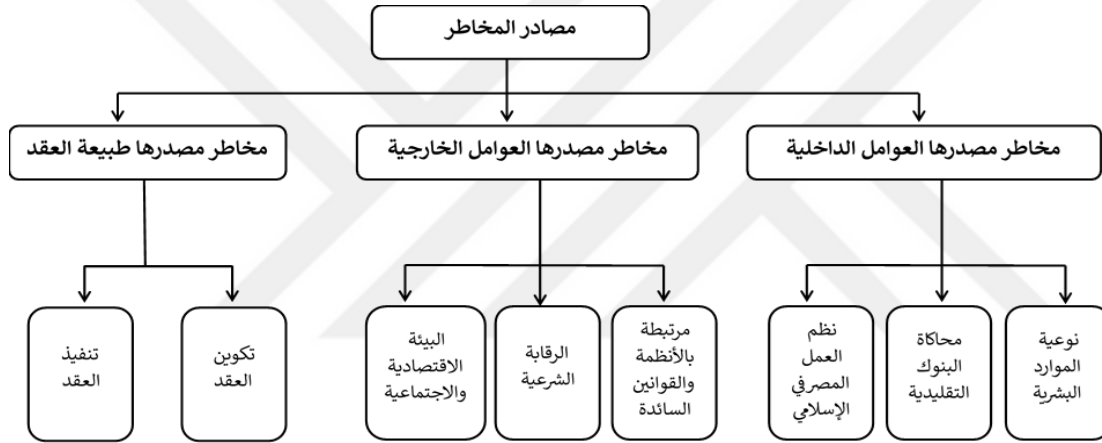 مصادر المخاطر
مخاطر مصدرها العوامل الداخلية
مخاطر مصدرها العوامل الخارجية
مخاطر مصدرها طبيعة العقد
نوعية
الموارد
البشرية
محاكاة
البنوك
التقليدية
نظم
العمل
المصرفي
الإسلامي
مرتبطة
بالأنظمة
والقوانين
السائدة
الرقابة
الشرعية
البيئة
الاقتصادية
والاجتماعية
تكوين
العقد
تنفيذ
العقد